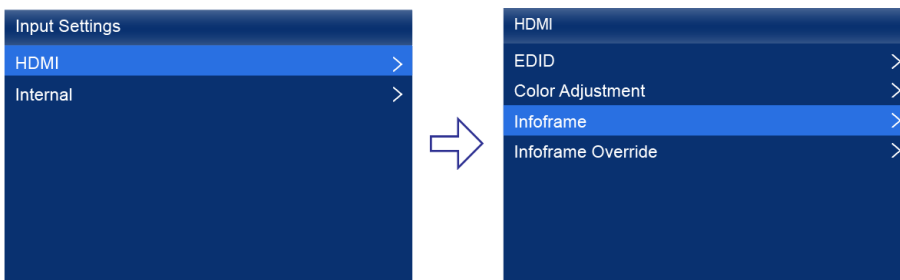 Input Settings
HDMI
Internal
HDMI
EDID
Color Adjustment
Infoframe
Infoframe Override